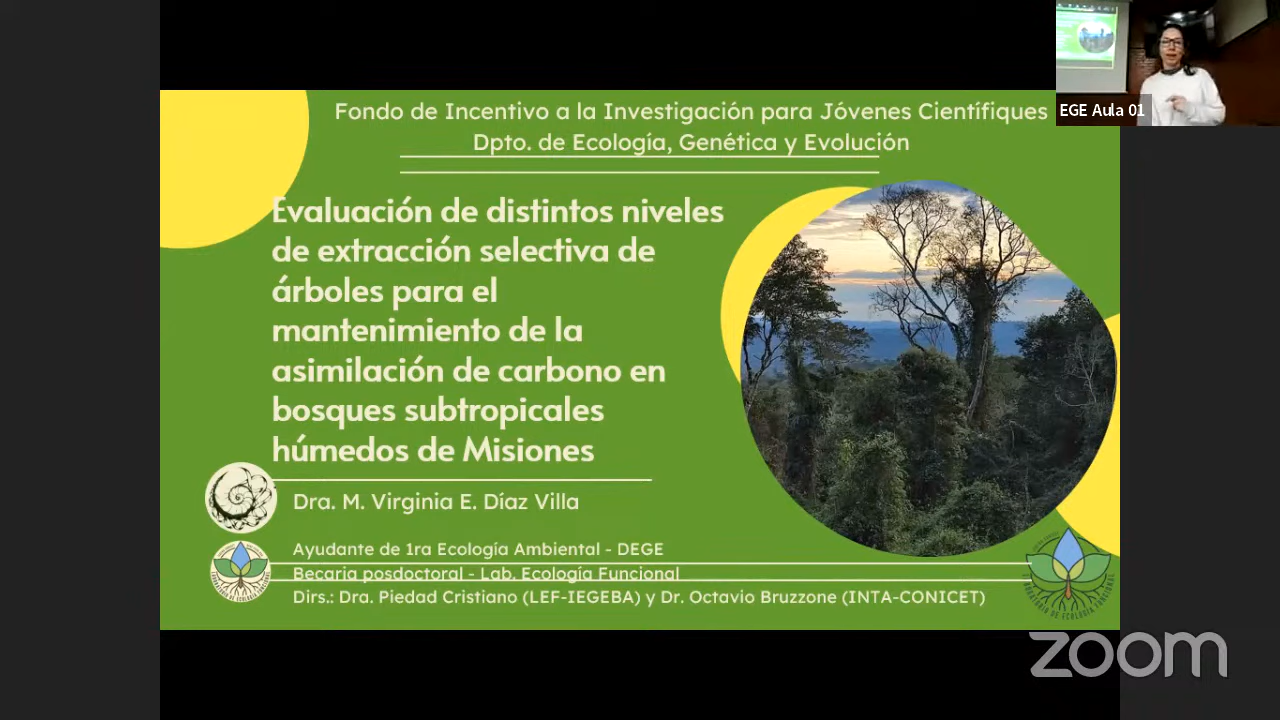 Fondo de Incentivo a la Investigación para Jóvenes Científiques
Dpto. de Ecología, Genética y Evolución
EGE Aula 01
Evaluación de distintos niveles
de extracción selectiva de
árboles para el
mantenimiento de la
asimilación de carbono en
bosques subtropicales
húmedos de Misiones
Dra. M. Virginia E. Díaz Villa
Ayudante de 1ra Ecología Ambiental - DEGE
Becaria posdoctoral - Lab. Ecología Funcional
Dirs.: Dra. Piedad Cristiano (LEF-IEGEBA) y Dr. Octavio Bruzzone (INTA-CONICET)
zoom